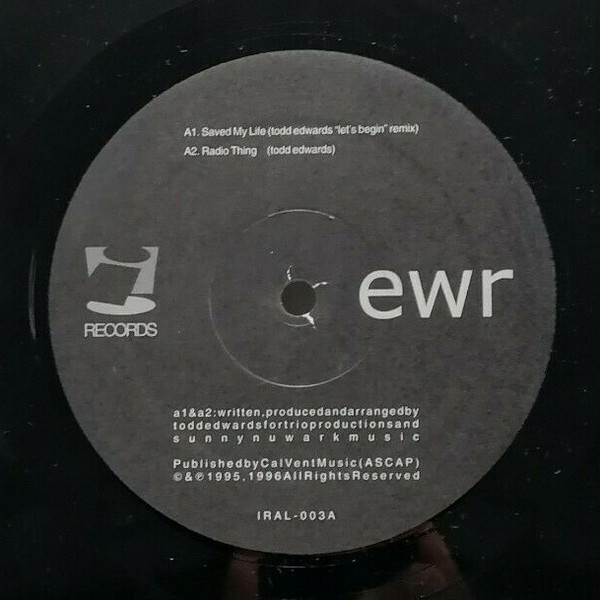 A1. Saved My Life (todd edwards "let's begin" remix)
A2. Radio Thing (todd edwards)
RECORDS
ewr
a1&a2:written,producedandarrangedby
toddedwardsfortrioproductionsand
sunnynuwarkmusic
PublishedbyCalVentMusic(ASCAP)
©&℗1995,1996AllRightsReserved
IRAL-003A